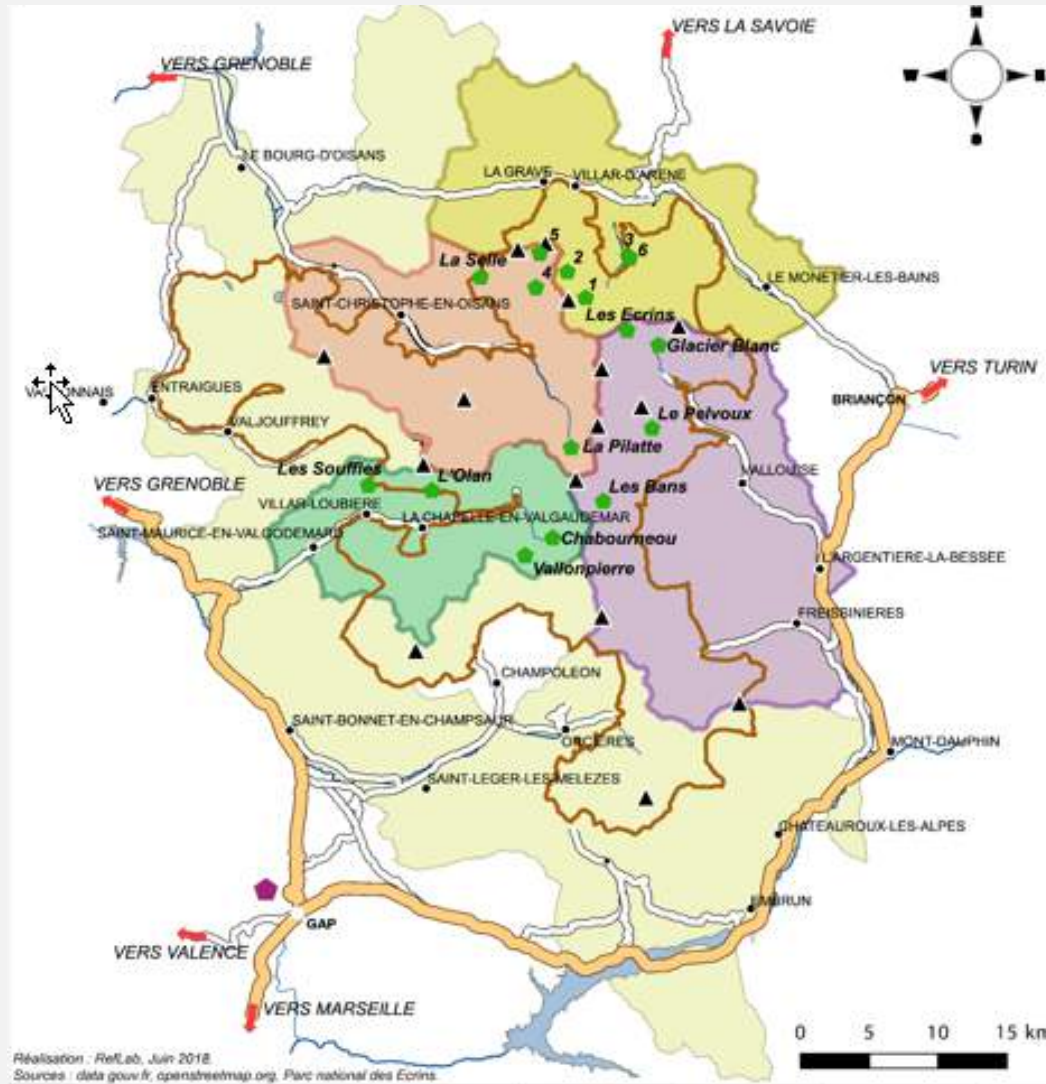 VERS LA SAVOIE
VERS GRENOBLE
LE BOURG-D'OISANS
LA GRAVE
VILLAR-D'ARENE
5
3
6
2
La Selle
4
1
LE MONETIER-LES-BAINS
SAINT-CHRISTOPHE-EN-OISANS
Les Ecrins
Glacier Blanc
VERS TURIN
ENTRAIGUES
BRIANÇON
Le Pelvoux
VALJOUFFREY
La Pilatte
Les Souffles
L'Olan
VALLOUISE
VERS GRENOBLE
Les Bans
VILLAR-LOUBIERE
LA CHAPELLE-EN-VALGAUDEMAR
SAINT-MAURICE-EN-VALGODEMARD
Chabourneou
Vallonpierre
L'ARGENTIERE-LA-BESSEE
FREISSINIERES
CHAMPOLEON
SAINT-BONNET-EN-CHAMPSAUR
ORCIERES
MONT-DAUPHIN
SAINT-LEGER-LES-MELEZES
CHATEAUROUX-LES-ALPES
EMBRUN
GAP
VERS VALENCE
VERS MARSEILLE
0 5 10 15 km
Réalisation : RefLab, Juin 2018.
Sources : data gouv.fr, openstreetmap.org, Parc national des Ecrins.